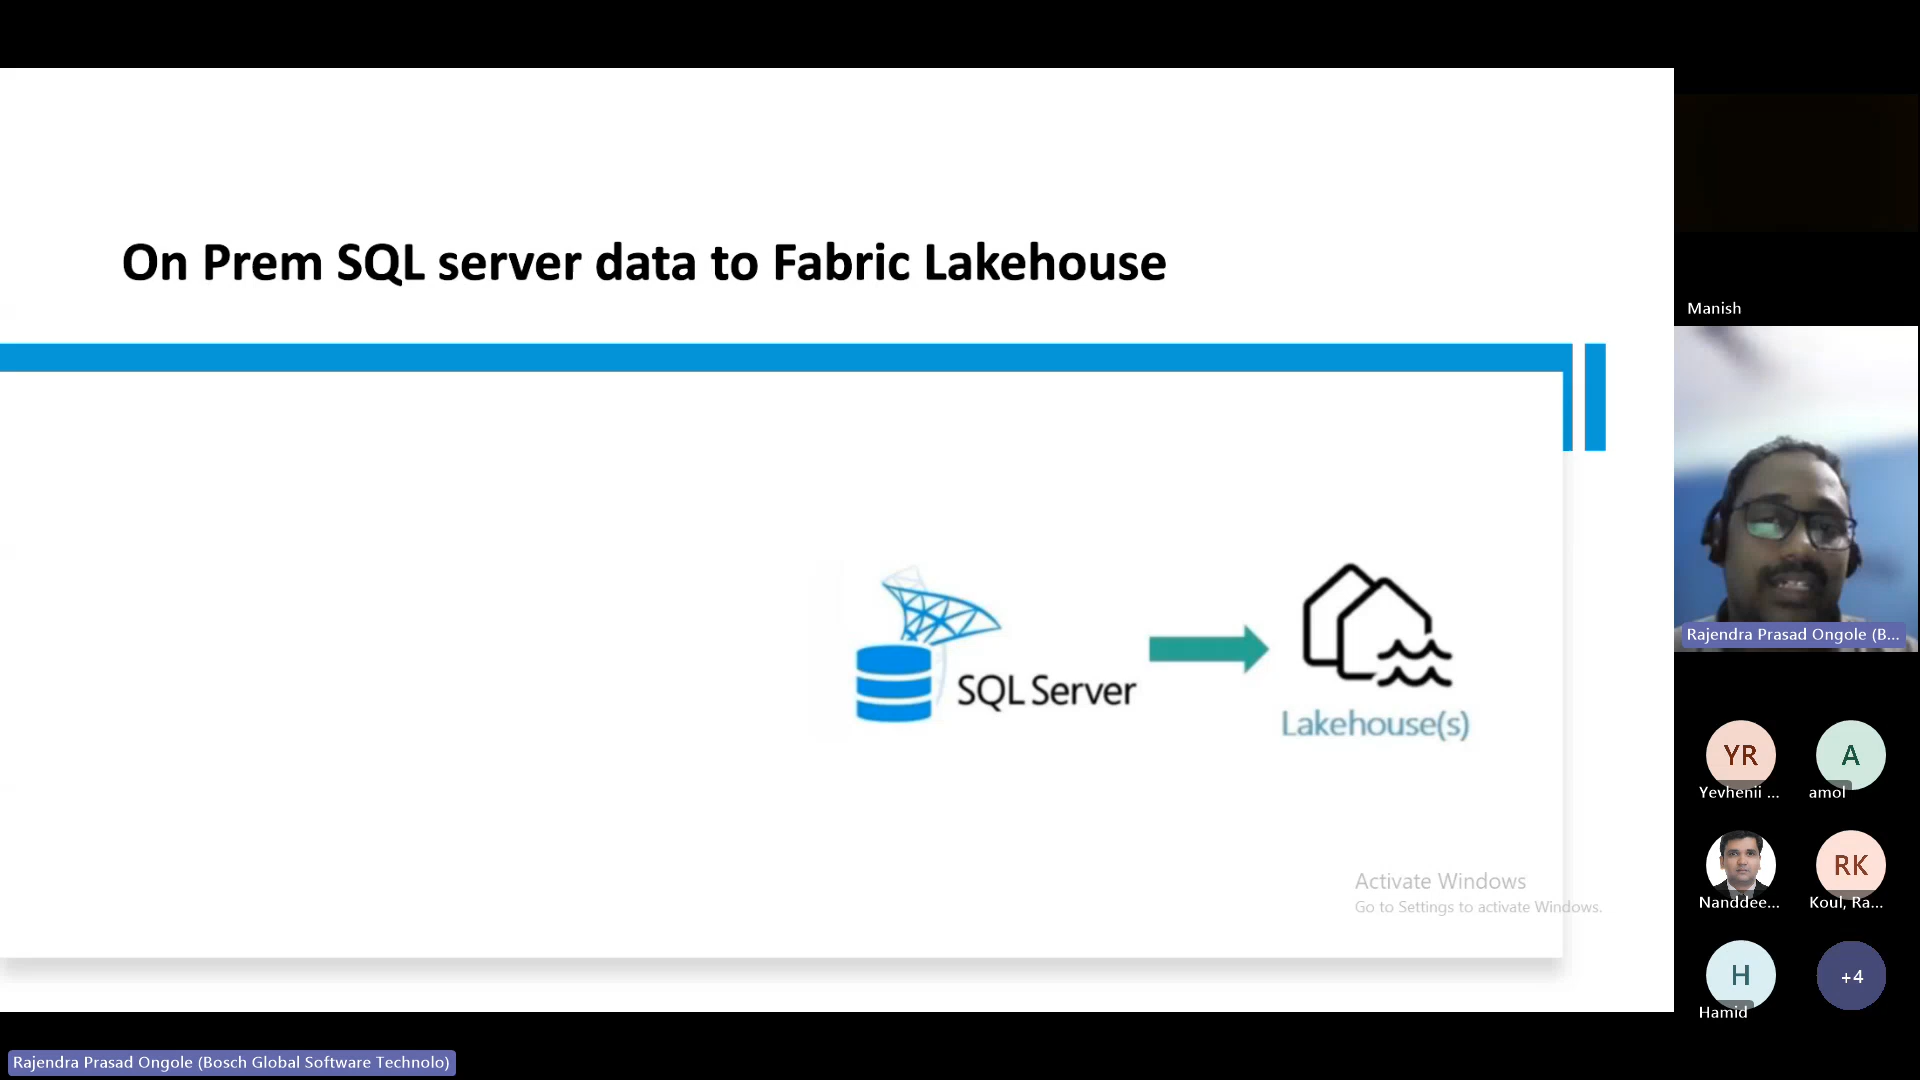 On Prem SQL server data to Fabric Lakehouse
SQL Server
Lakehouse(s)
Activate Windows
Go to Settings to activate Windows.
Manish
Rajendra Prasad Ongole (B...
YR
Yevhenii ...
A
amol
Nanddee...
RK
Koul, Ra...
H
Hamid
+4
Rajendra Prasad Ongole (Bosch Global Software Technolo)